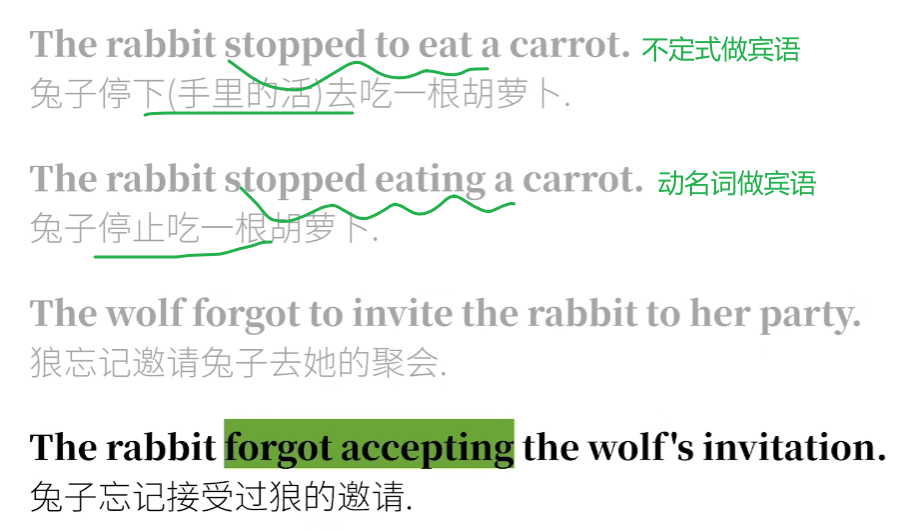 The rabbit stopped to eat a carrot. 不定式做宾语
兔子停下(手里的活)去吃一根胡萝卜.
The rabbit stopped eating a carrot. 动名词做宾语
兔子停止吃一根胡萝卜.
The wolf forgot to invite the rabbit to her party.
狼忘记邀请兔子去她的聚会.
The rabbit forgot accepting the wolf's invitation.
兔子忘记接受过狼的邀请.